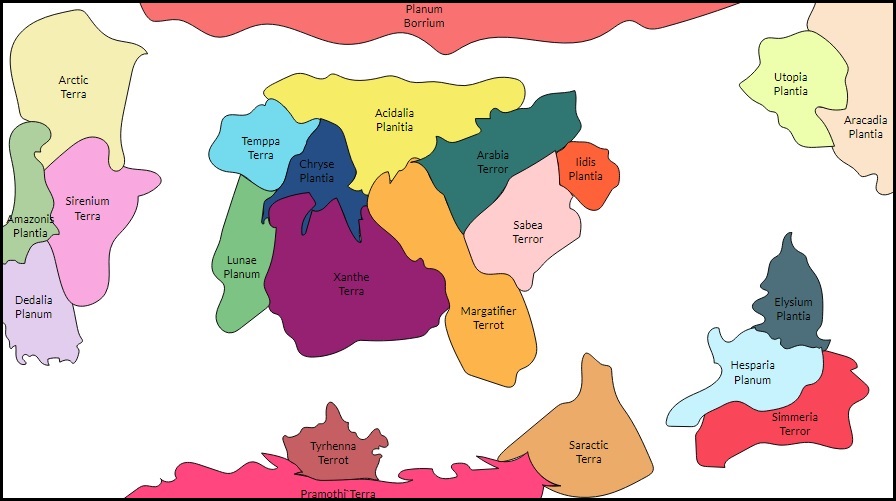 Planum
Borrium
Arctic
Terra
Utopia
Plantia
Acidalia
Planitia
Aracadia
Plantia
Temppa
Terra
Chryse
Plantia
Arabia
Terror
Iidis
Plantia
Sirenium
Terra
Amazonis
Plantia
Sabea
Terror
Lunae
Planum
Xanthe
Terra
Dedalia
Planum
Margatifier
Terrot
Elysium
Plantia
Hesparia
Planum
Simmeria
Terror
Tyrhenna
Terrot
Saractic
Terra
Pramothi Terra